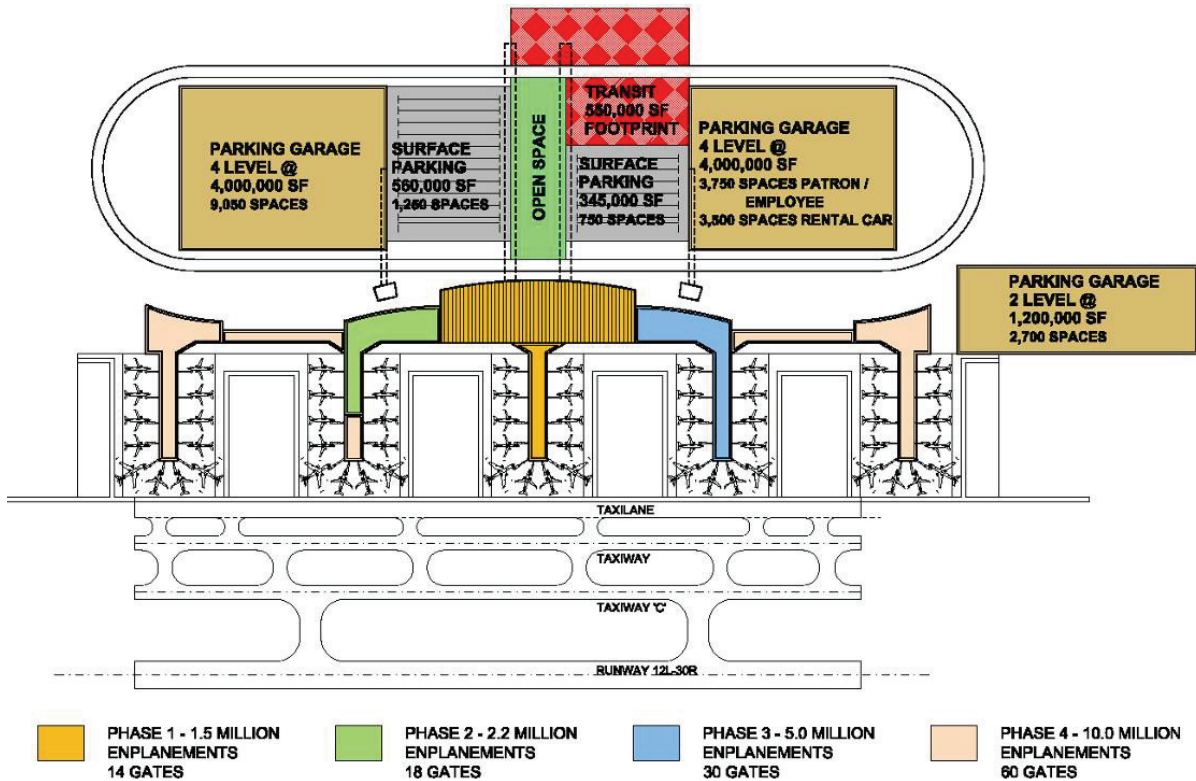 PARKING GARAGE
4 LEVEL @
4,000,000 SF
9,050 SPACES
SURFACE
PARKING
560,000 SF
1,250 SPACES
OPEN SPACE
TRANSIT
550,000 SF
FOOTPRINT
SURFACE
PARKING
345,000 SF
750 SPACES
PARKING GARAGE
4 LEVEL @
4,000,000 SF
3,750 SPACES PATRON /
EMPLOYEE
3,500 SPACES RENTAL CAR
PARKING GARAGE
2 LEVEL @
1,200,000 SF
2,700 SPACES
TAXILANE
TAXIWAY
TAXIWAY 'C'
RUNWAY 12L-30R
PHASE 1 - 1.5 MILLION
ENPLANEMENTS
14 GATES
PHASE 2 - 2.2 MILLION
ENPLANEMENTS
18 GATES
PHASE 3 - 5.0 MILLION
ENPLANEMENTS
30 GATES
PHASE 4 - 10.0 MILLION
ENPLANEMENTS
60 GATES